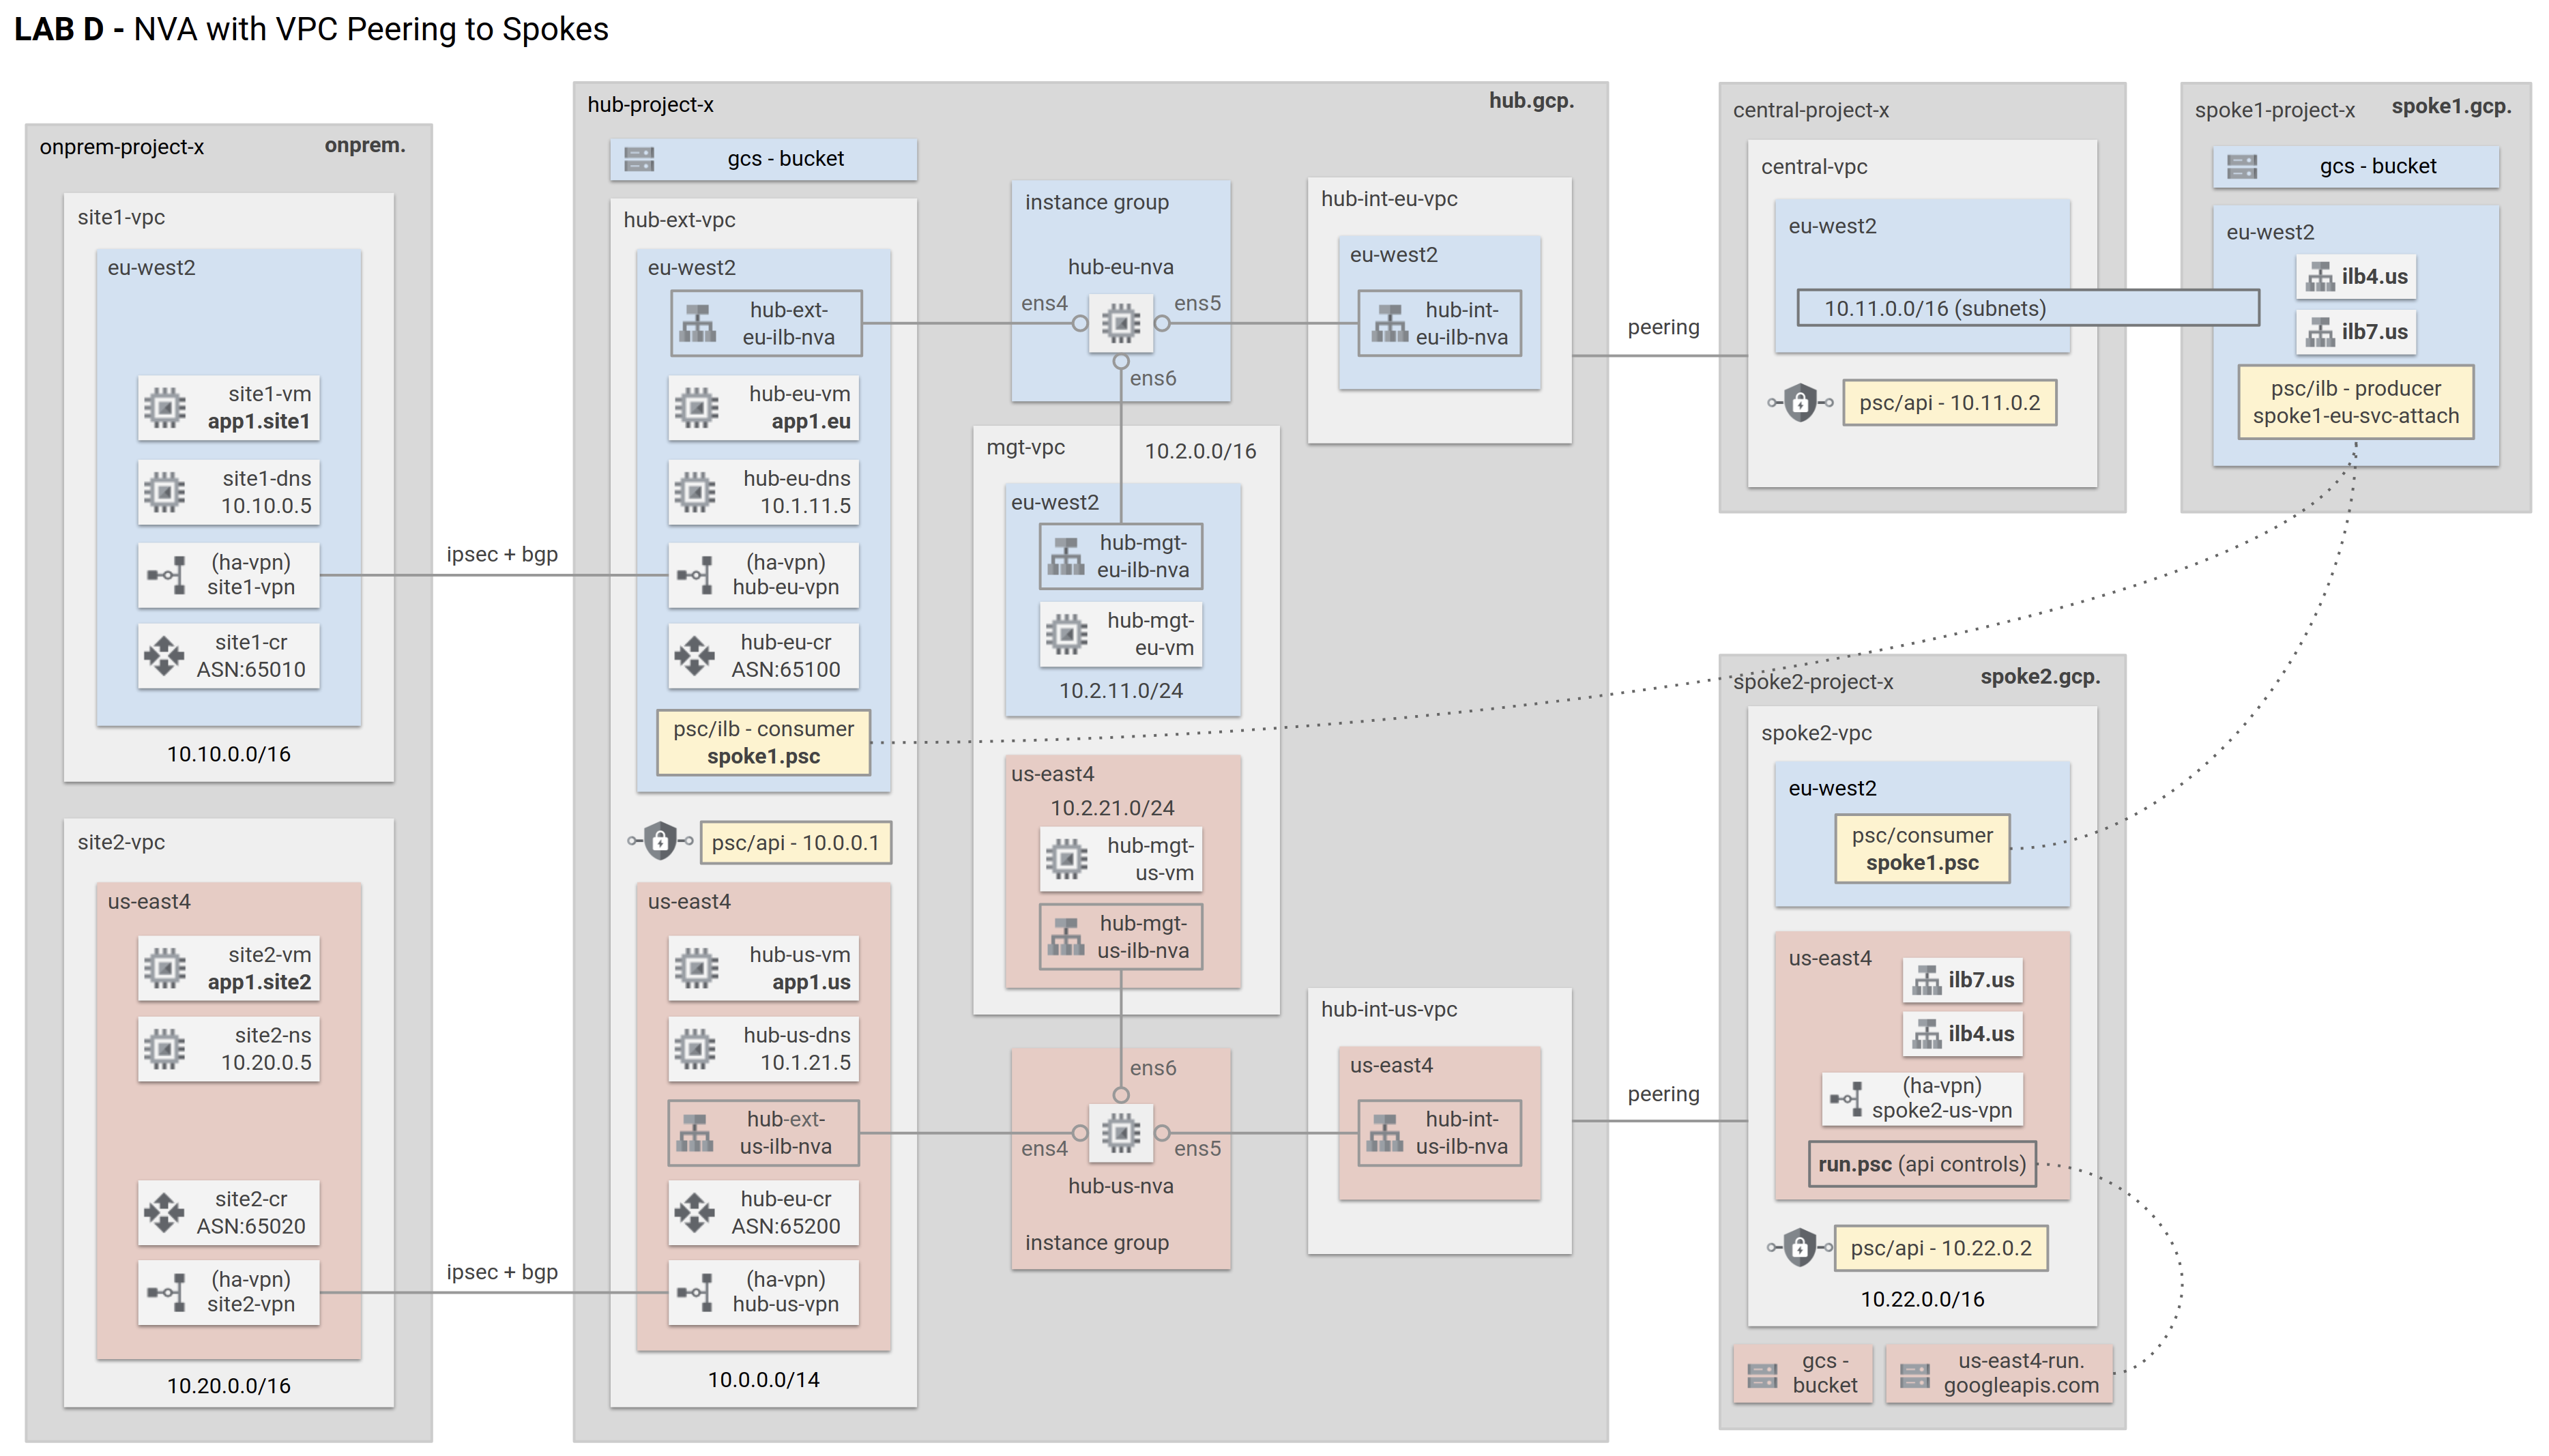 LAB D - NVA with VPC Peering to Spokes
onprem-project-x
onprem.
site1-vpc
eu-west2
site1-vm
app1.site1
site1-dns
10.10.0.5
(ha-vpn)
site1-vpn
site1-cr
ASN:65010
10.10.0.0/16
site2-vpc
us-east4
site2-vm
app1.site2
site2-ns
10.20.0.5
site2-cr
ASN:65020
(ha-vpn)
site2-vpn
10.20.0.0/16
ipsec + bgp
ipsec + bgp
hub-project-x
hub.gcp.
gcs - bucket
hub-ext-vpc
eu-west2
hub-ext-
eu-ilb-nva
hub-eu-vm
app1.eu
hub-eu-dns
10.1.11.5
(ha-vpn)
hub-eu-vpn
hub-eu-cr
ASN:65100
psc/ilb - consumer
spoke1.psc
psc/api - 10.0.0.1
us-east4
hub-us-vm
app1.us
hub-us-dns
10.1.21.5
hub-ext-
us-ilb-nva
hub-eu-cr
ASN:65200
(ha-vpn)
hub-us-vpn
10.0.0.0/14
instance group
hub-eu-nva
ens4
ens5
ens6
mgt-vpc
10.2.0.0/16
eu-west2
hub-mgt-
eu-ilb-nva
hub-mgt-
eu-vm
10.2.11.0/24
us-east4
10.2.21.0/24
hub-mgt-
us-vm
hub-mgt-
us-ilb-nva
ens6
ens4
ens5
hub-us-nva
instance group
hub-int-eu-vpc
eu-west2
hub-int-
eu-ilb-nva
hub-int-us-vpc
us-east4
hub-int-
us-ilb-nva
peering
peering
central-project-x
central-vpc
eu-west2
10.11.0.0/16 (subnets)
psc/api - 10.11.0.2
spoke1-project-x
spoke1.gcp.
gcs - bucket
eu-west2
ilb4.us
ilb7.us
psc/ilb - producer
spoke1-eu-svc-attach
spoke2-project-x
spoke2.gcp.
spoke2-vpc
eu-west2
psc/consumer
spoke1.psc
us-east4
ilb7.us
ilb4.us
(ha-vpn)
spoke2-us-vpn
run.psc (api controls)
psc/api - 10.22.0.2
10.22.0.0/16
gcs -
bucket
us-east4-run.
googleapis.com